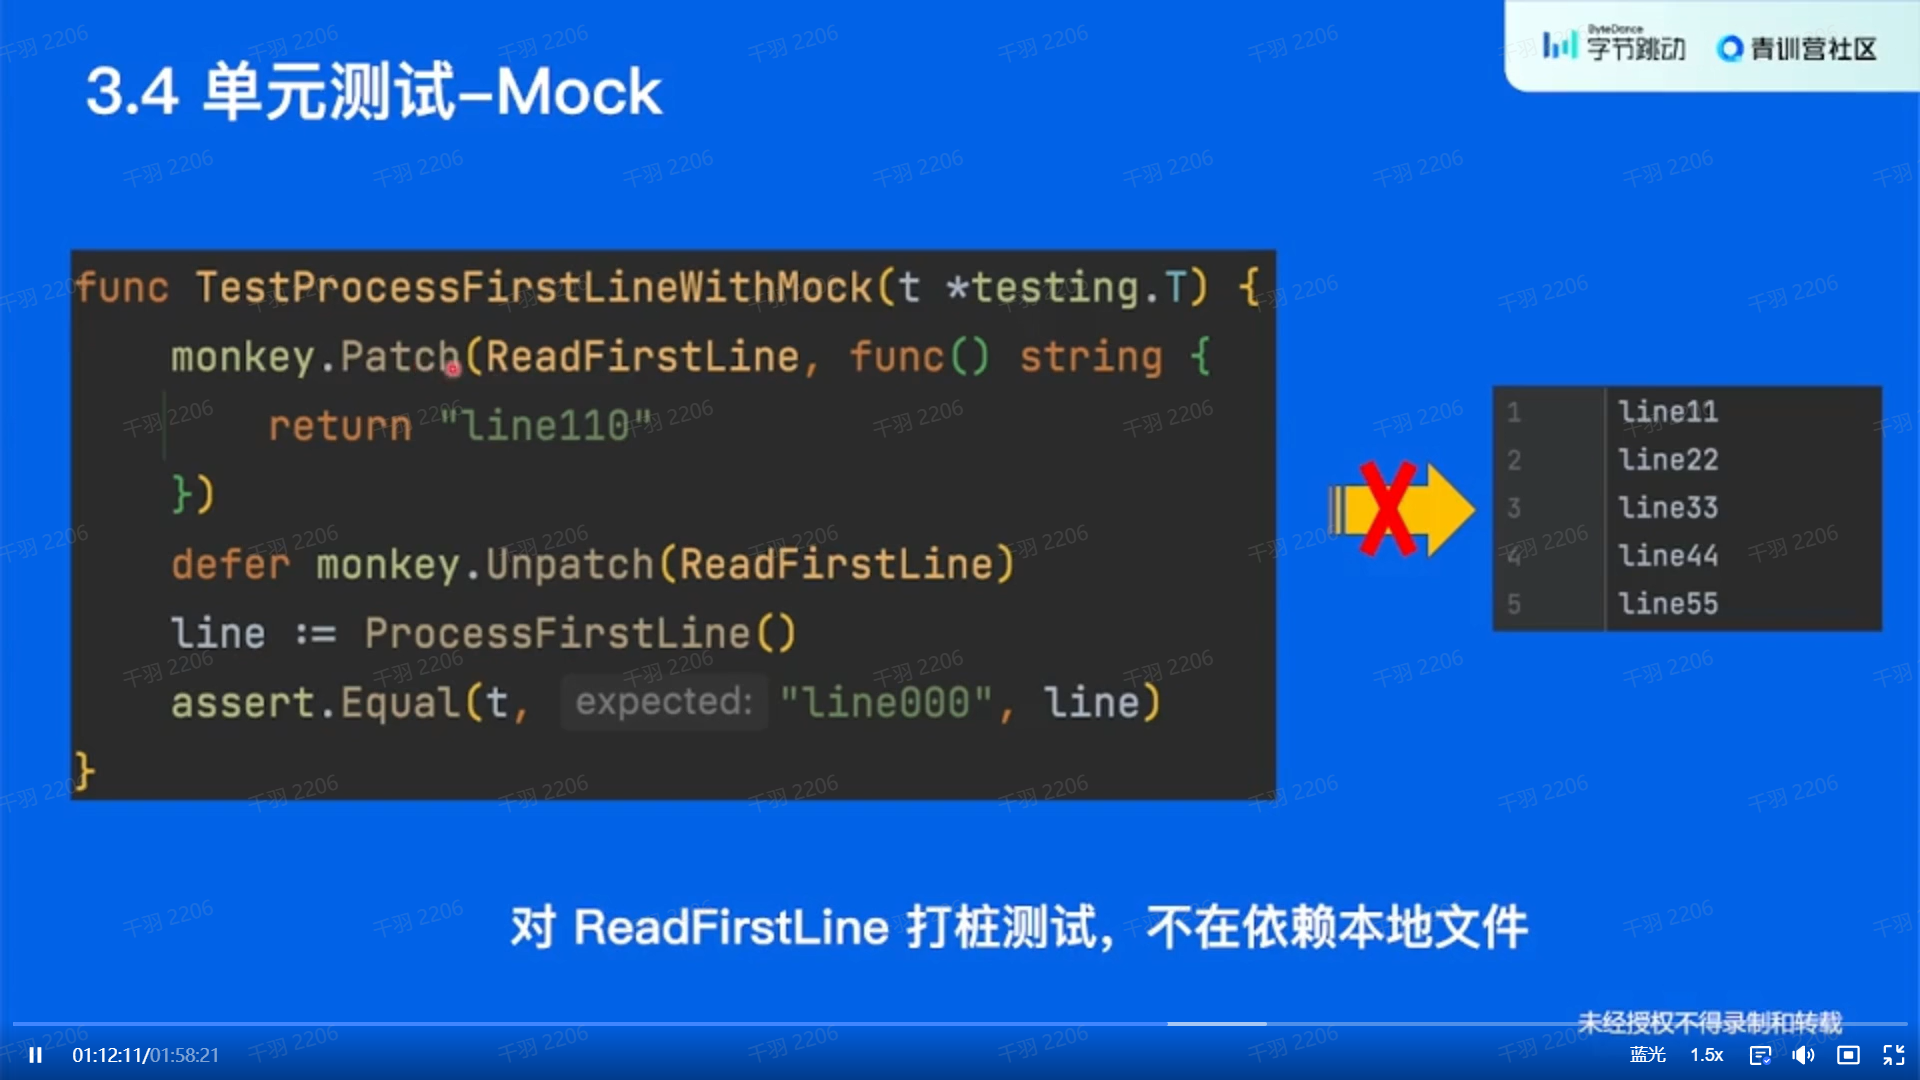 3.4 单元测试-Mock
ByteDance
字节跳动
青训营社区
func TestProcessFirstLineWithMock(t *testing.T) {
monkey.Patch(ReadFirstLine, func() string {
return "line110"
})
defer monkey.Unpatch(ReadFirstLine)
line := ProcessFirstLine()
assert.Equal(t, expected: "line000", line)
}
1 line11
2 line22
3 line33
4 line44
5 line55
对 ReadFirstLine 打桩测试，不在依赖本地文件
未经授权不得录制和转载
01:12:11/01:58:21
蓝光 1.5x
千羽 2206